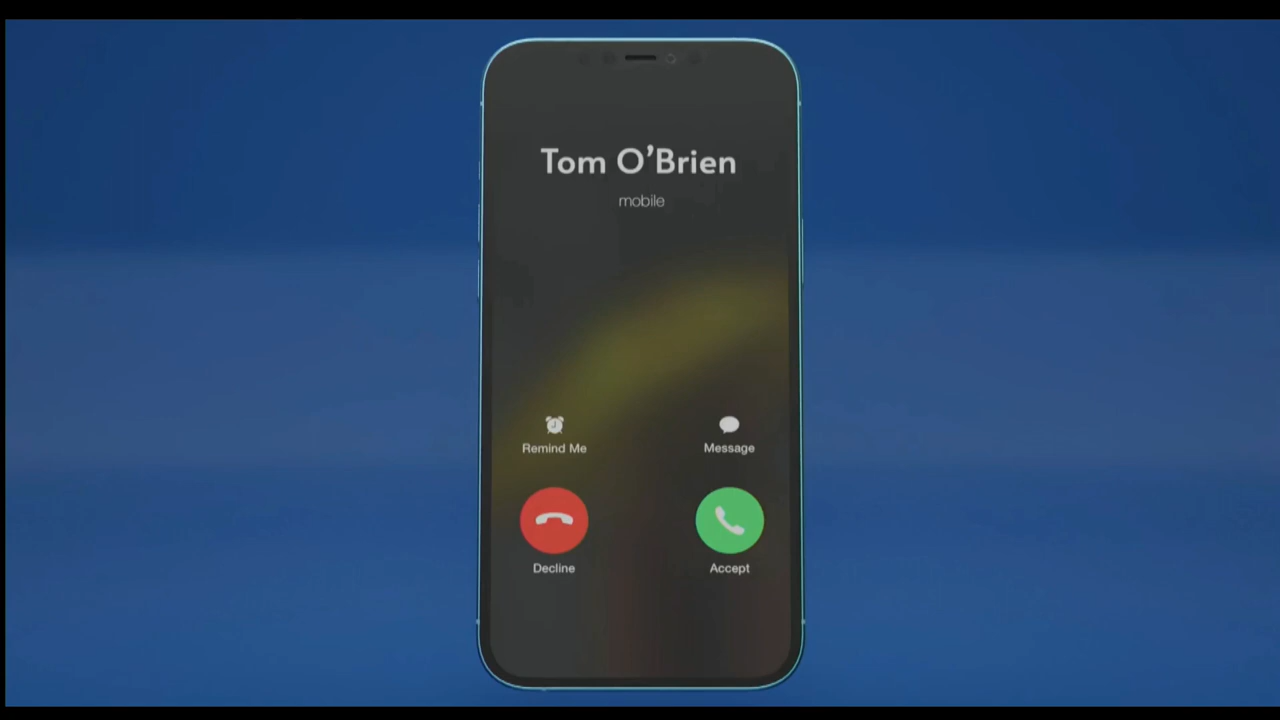 Tom O’Brien
mobile
Remind Me
Message
Decline
Accept